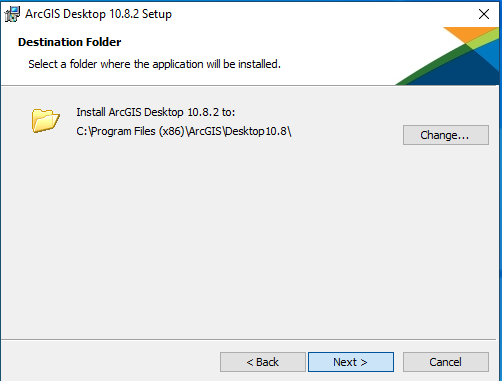 ArcGIS Desktop 10.8.2 Setup
Destination Folder
Select a folder where the application will be installed.
Install ArcGIS Desktop 10.8.2 to:
C:\Program Files (x86)\ArcGIS\Desktop10.8\
Change...
< Back
Next >
Cancel